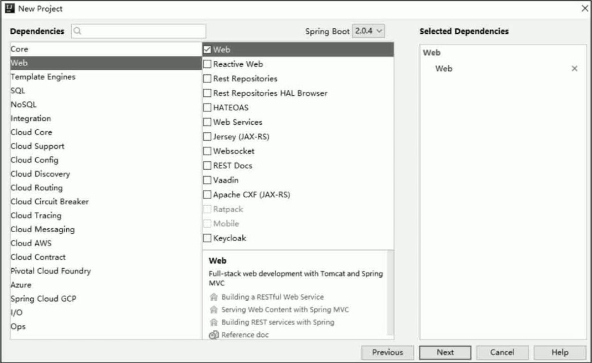 New Project
Dependencies
Spring Boot 2.0.4
Selected Dependencies
Core
Web
Template Engines
SQL
NoSQL
Integration
Cloud Core
Cloud Support
Cloud Config
Cloud Discovery
Cloud Routing
Cloud Circuit Breaker
Cloud Tracing
Cloud Messaging
Cloud AWS
Cloud Contract
Pivotal Cloud Foundry
Azure
Spring Cloud GCP
I/O
Ops
Web
Reactive Web
Rest Repositories
Rest Repositories HAL Browser
HATEOAS
Web Services
Jersey (JAX-RS)
Websocket
REST Docs
Vaadin
Apache CXF (JAX-RS)
Ratpack
Mobile
Keycloak
Web
Full-stack web development with Tomcat and Spring
MVC
Building a RESTful Web Service
Serving Web Content with Spring MVC
Building REST services with Spring
Reference doc
Web
Web
Previous
Next
Cancel
Help